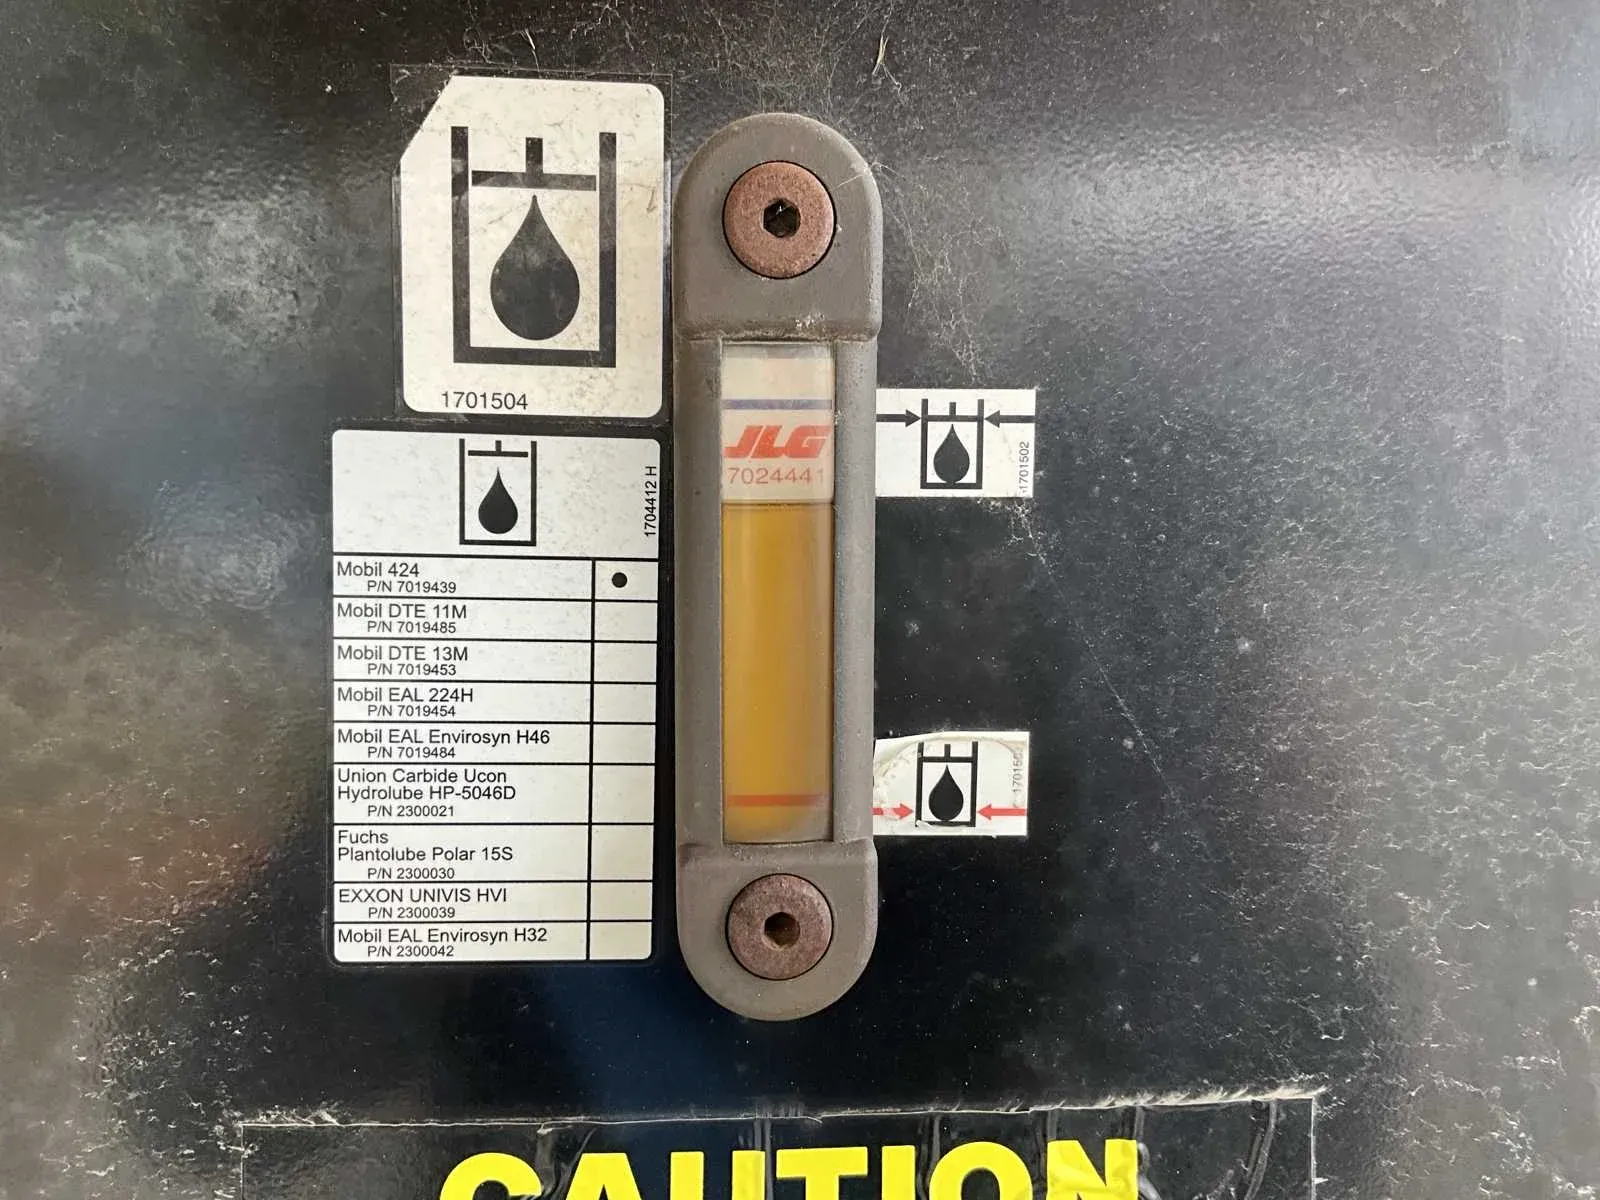 1701504
1704412 H
Mobil 424
P/N 7019439
Mobil DTE 11M
P/N 7019485
Mobil DTE 13M
P/N 7019453
Mobil EAL 224H
P/N 7019454
Mobil EAL Envirosyn H46
P/N 7019484
Union Carbide Ucon
Hydrolube HP-5046D
P/N 2300021
Fuchs
Plantolube Polar 15S
P/N 2300030
EXXON UNIVIS HVI
P/N 2300039
Mobil EAL Envirosyn H32
P/N 2300042
JLG
7024441
1701502
CAUTION